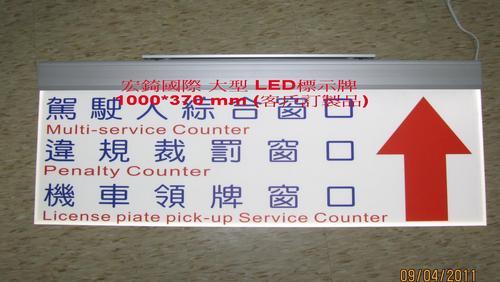 宏錡國際 大型 LED標示牌
1000*370 mm (客戶訂製品)
駕駛人綜合窗口
Multi-service Counter
違規裁罰窗口
Penalty Counter
機車領牌窗口
License piate pick-up Service Counter
09/04/2011